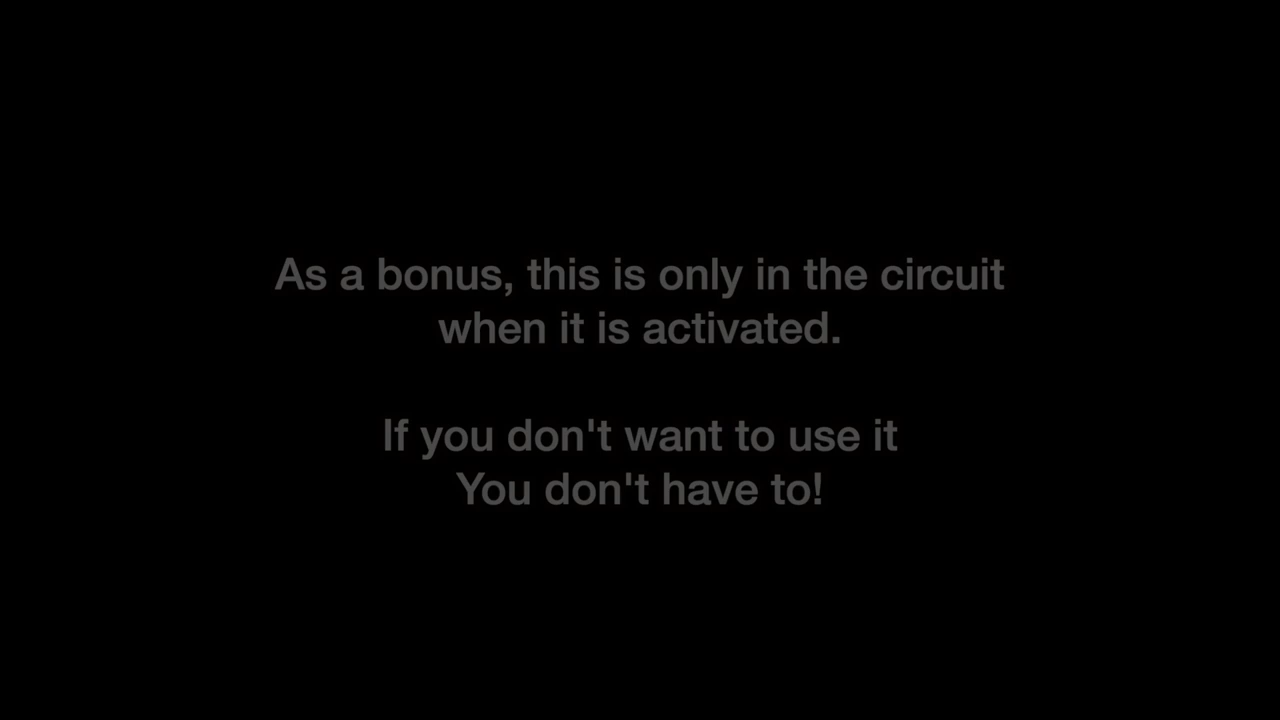 As a bonus, this is only in the circuit
when it is activated.
If you don't want to use it
You don't have to!